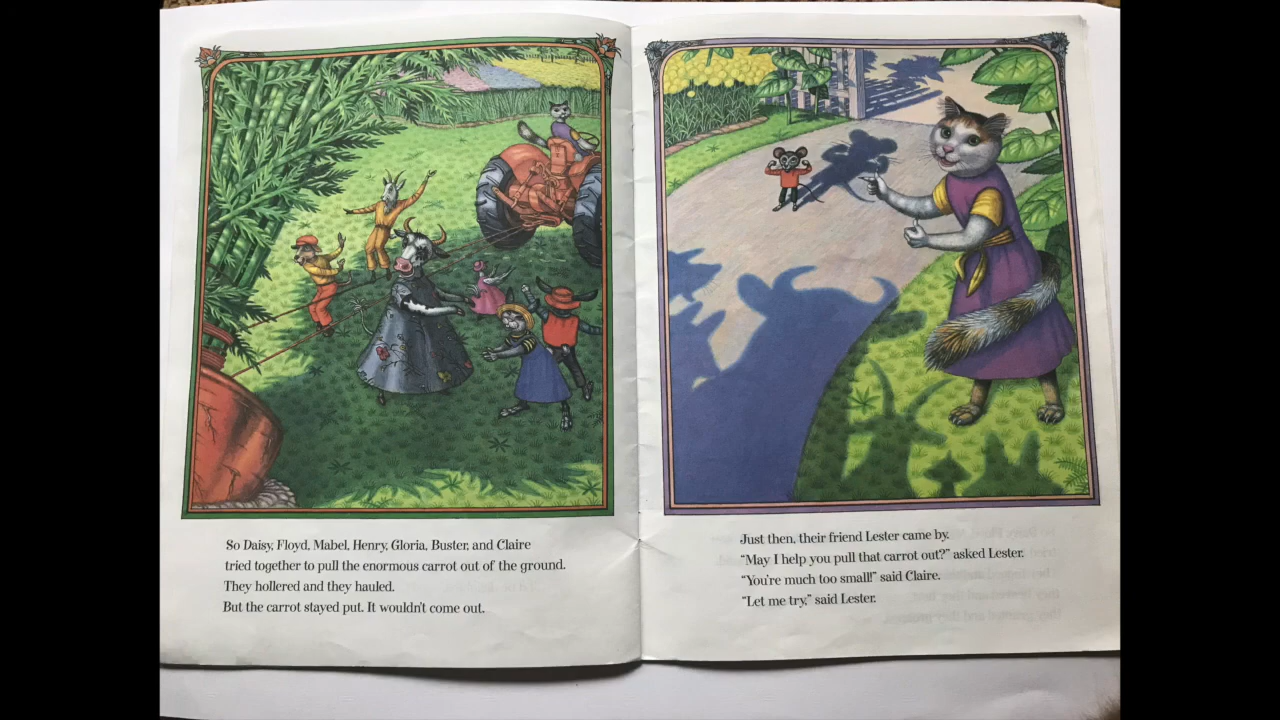 So Daisy, Floyd, Mabel, Henry, Gloria, Buster, and Claire
tried together to pull the enormous carrot out of the ground.
They hollered and they hauled.
But the carrot stayed put. It wouldn't come out.
Just then, their friend Lester came by.
"May I help you pull that carrot out?" asked Lester.
"You're much too small!" said Claire.
"Let me try," said Lester.